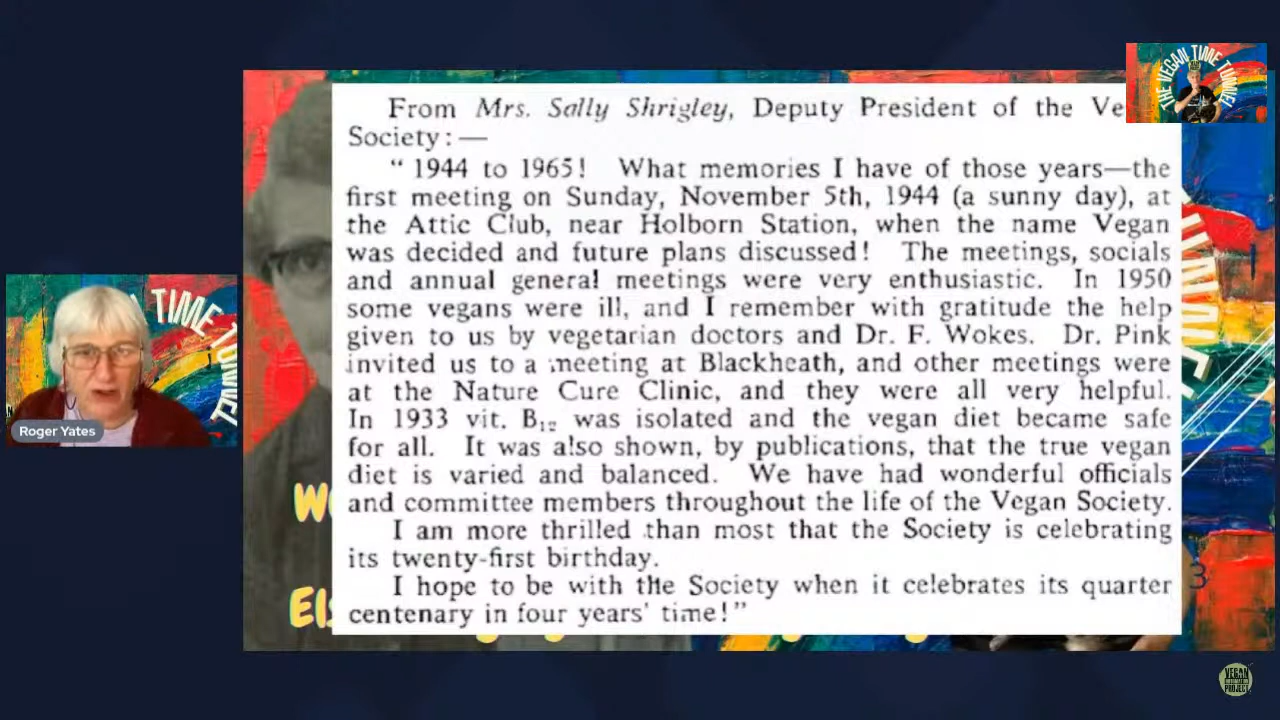 THE VEGAN TIME TUNNEL
From Mrs. Sally Shrigley, Deputy President of the Ve
Society:—
“ 1944 to 1965! What memories I have of those years—the
first meeting on Sunday, November 5th, 1944 (a sunny day), at
the Attic Club, near Holborn Station, when the name Vegan
was decided and future plans discussed! The meetings, socials
and annual general meetings were very enthusiastic. In 1950
some vegans were ill, and I remember with gratitude the help
given to us by vegetarian doctors and Dr. F. Wokes. Dr. Pink
invited us to a meeting at Blackheath, and other meetings were
at the Nature Cure Clinic, and they were all very helpful.
In 1933 vit. B₁₂ was isolated and the vegan diet became safe
for all. It was also shown, by publications, that the true vegan
diet is varied and balanced. We have had wonderful officials
and committee members throughout the life of the Vegan Society.
I am more thrilled than most that the Society is celebrating
its twenty-first birthday.
I hope to be with the Society when it celebrates its quarter
centenary in four years' time!”
TIME TUNNEL
Roger Yates
W
Els
3
VEGAN
PROJECT